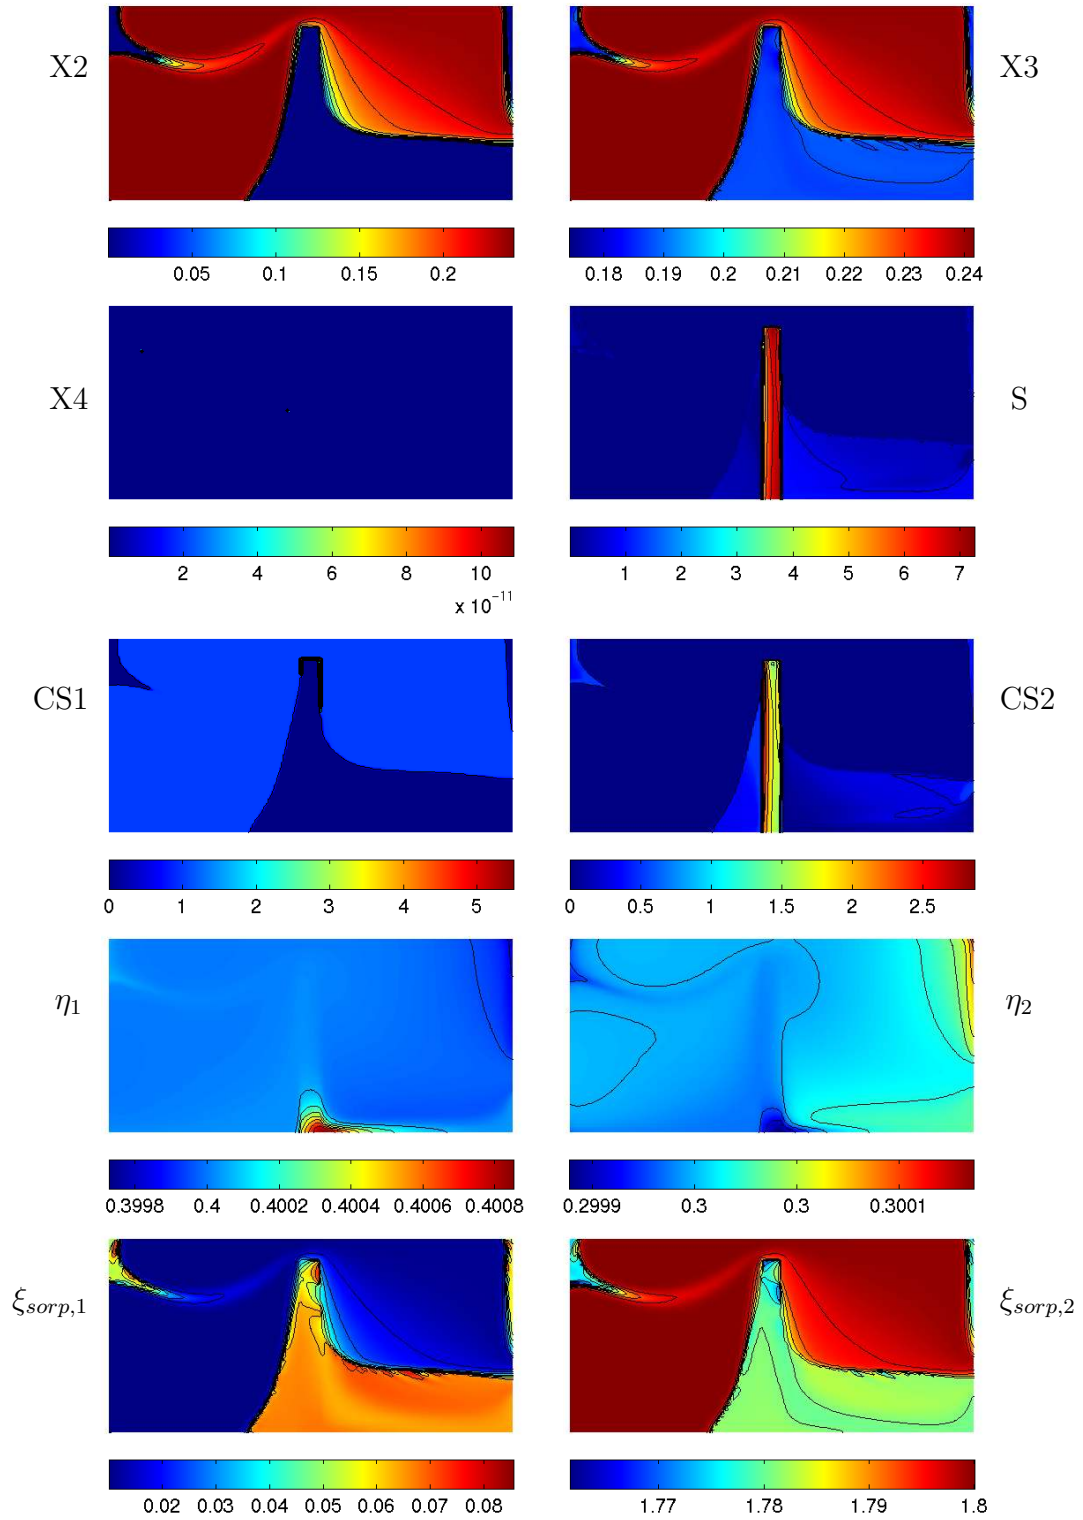 X2
X3
0.05 0.1 0.15 0.2
0.18 0.19 0.2 0.21 0.22 0.23 0.24
X4
S
2 4 6 8 10
x 10⁻¹¹
1 2 3 4 5 6 7
CS1
CS2
0 1 2 3 4 5
0 0.5 1 1.5 2 2.5
η₁
η₂
0.3998 0.4 0.4002 0.4004 0.4006 0.4008
0.2999 0.3 0.3 0.3001
ξsorp,1
ξsorp,2
0.02 0.03 0.04 0.05 0.06 0.07 0.08
1.77 1.78 1.79 1.8